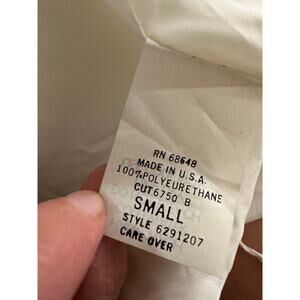 RN 68648
MADE IN U.S.A.
100% POLYEURETHANE
CUT6750 B
SMALL
STYLE 6291207
CARE OVER